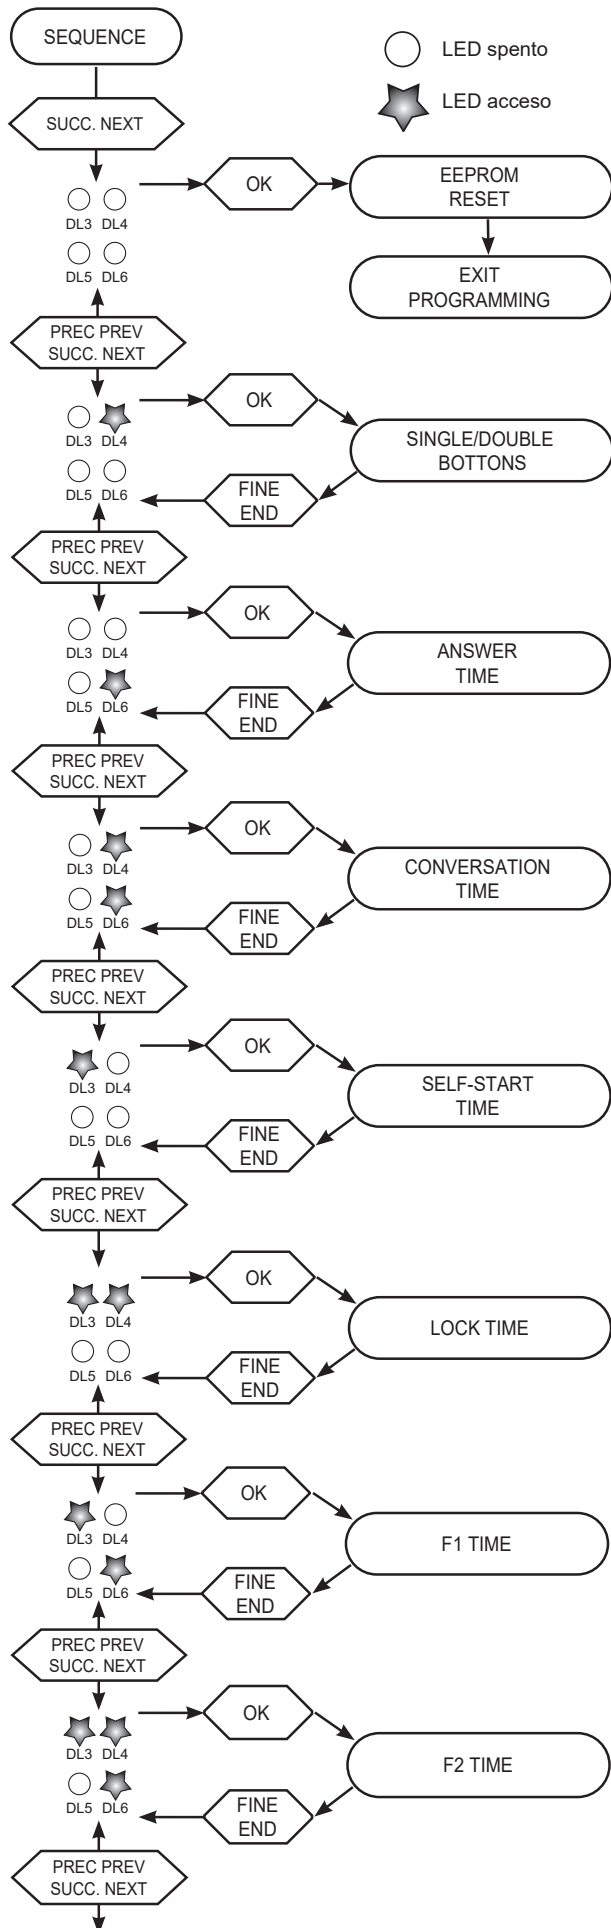 SEQUENCE
LED spento
LED acceso
SUCC. NEXT
OK
EEPROM
RESET
DL3 DL4
DL5 DL6
EXIT
PROGRAMMING
PREC PREV
SUCC. NEXT
OK
DL3 DL4
SINGLE/DOUBLE
BOTTONS
DL5 DL6
FINE
END
PREC PREV
SUCC. NEXT
OK
DL3 DL4
ANSWER
TIME
DL5 DL6
FINE
END
PREC PREV
SUCC. NEXT
OK
DL3 DL4
CONVERSATION
TIME
DL5 DL6
FINE
END
PREC PREV
SUCC. NEXT
OK
DL3 DL4
SELF-START
TIME
DL5 DL6
FINE
END
PREC PREV
SUCC. NEXT
OK
DL3 DL4
LOCK TIME
DL5 DL6
FINE
END
PREC PREV
SUCC. NEXT
OK
DL3 DL4
F1 TIME
DL5 DL6
FINE
END
PREC PREV
SUCC. NEXT
OK
DL3 DL4
F2 TIME
DL5 DL6
FINE
END
PREC PREV
SUCC. NEXT